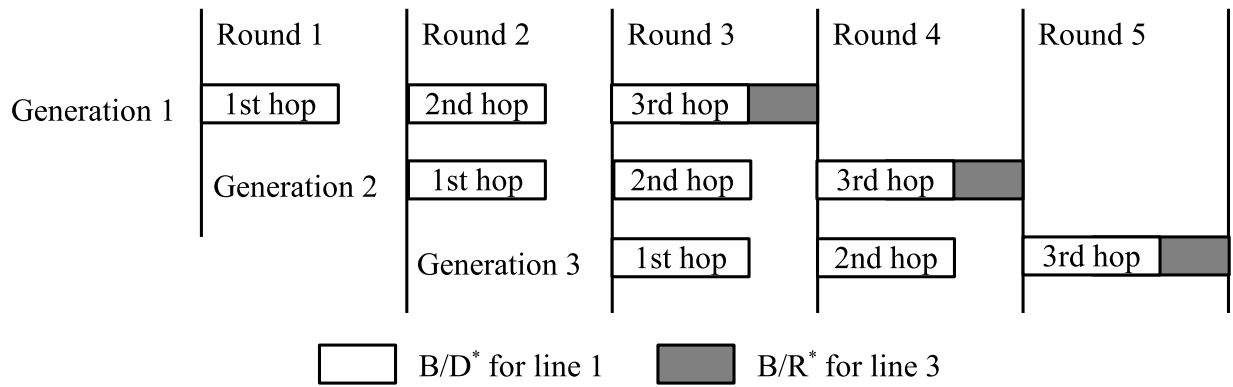 Round 1 Round 2 Round 3 Round 4 Round 5
Generation 1 1st hop 2nd hop 3rd hop
Generation 2 1st hop 2nd hop 3rd hop
Generation 3 1st hop 2nd hop 3rd hop
B/D* for line 1 B/R* for line 3